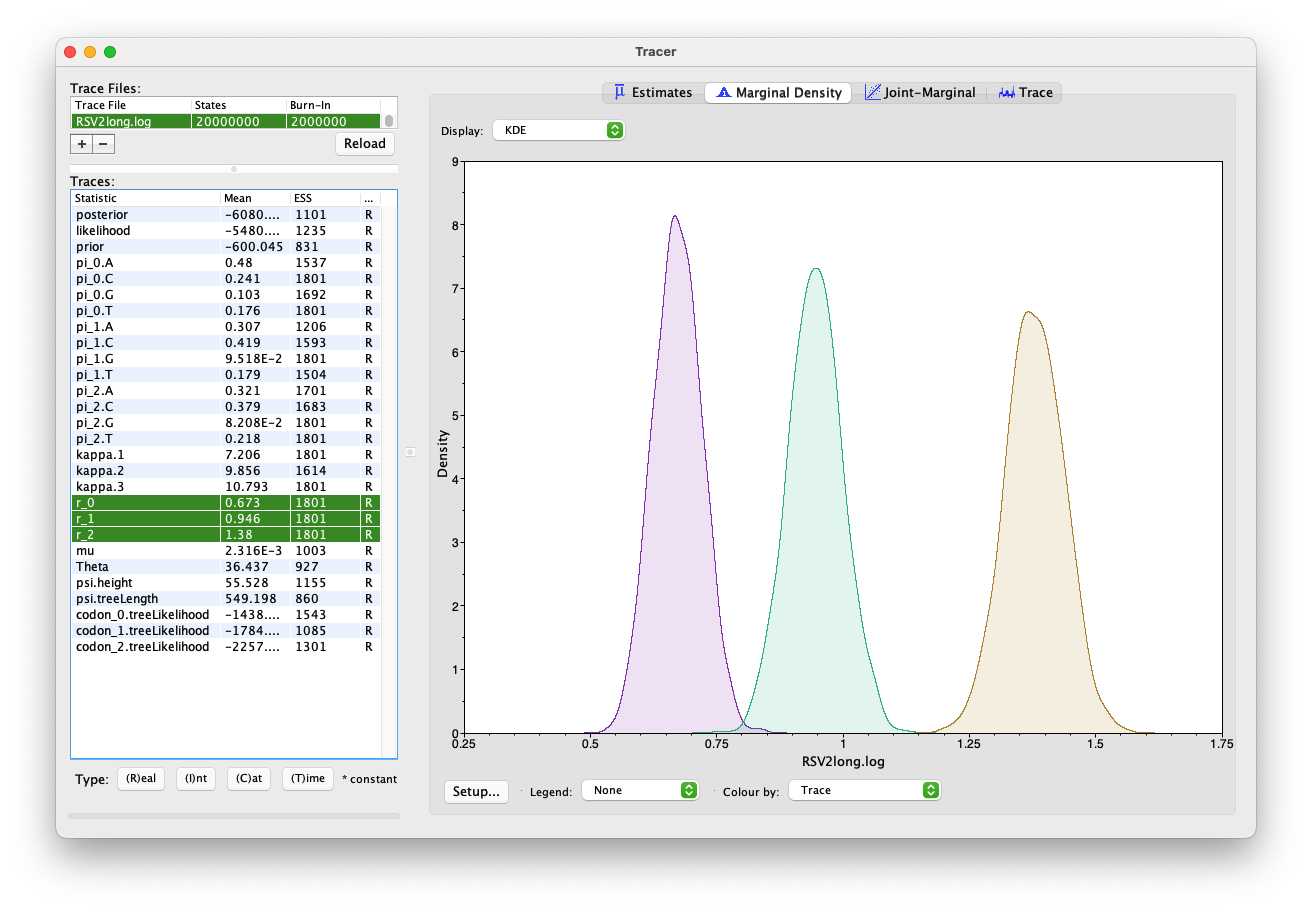 Tracer
Trace Files:
Trace File States Burn-In
RSV2long.log 20000000 2000000
+ − Reload
Traces:
Statistic Mean ESS ...
posterior -6080.... 1101 R
likelihood -5480.... 1235 R
prior -600.045 831 R
pi_0.A 0.48 1537 R
pi_0.C 0.241 1801 R
pi_0.G 0.103 1692 R
pi_0.T 0.176 1801 R
pi_1.A 0.307 1206 R
pi_1.C 0.419 1593 R
pi_1.G 9.518E-2 1801 R
pi_1.T 0.179 1504 R
pi_2.A 0.321 1701 R
pi_2.C 0.379 1683 R
pi_2.G 8.208E-2 1801 R
pi_2.T 0.218 1801 R
kappa.1 7.206 1801 R
kappa.2 9.856 1614 R
kappa.3 10.793 1801 R
r_0 0.673 1801 R
r_1 0.946 1801 R
r_2 1.38 1801 R
mu 2.316E-3 1003 R
Theta 36.437 927 R
psi.height 55.528 1155 R
psi.treeLength 549.198 860 R
codon_0.treeLikelihood -1438.... 1543 R
codon_1.treeLikelihood -1784.... 1085 R
codon_2.treeLikelihood -2257.... 1301 R
Type: (R)eal (I)nt (C)at (T)ime * constant
Estimates Marginal Density Joint-Marginal Trace
Display: KDE
9
8
7
6
5
4
3
2
1
0
Density
0.25 0.5 0.75 1 1.25 1.5 1.75
RSV2long.log
Setup... Legend: None Colour by: Trace